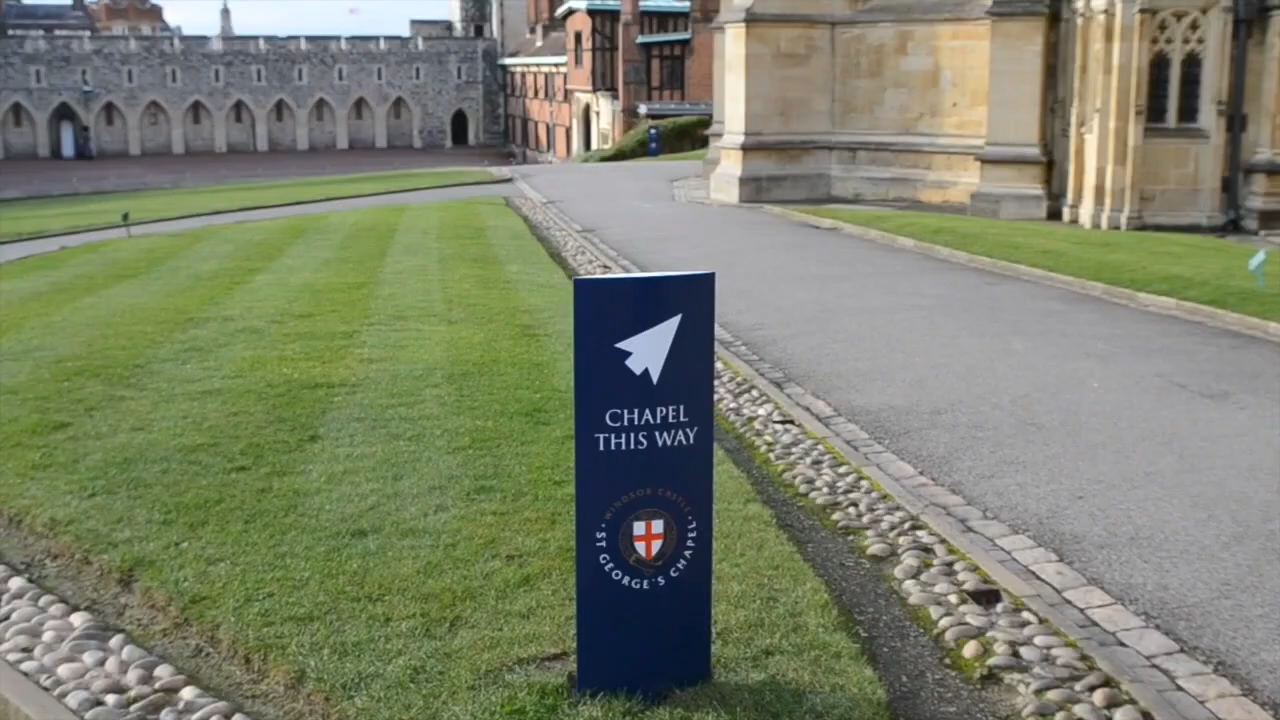 CHAPEL
THIS WAY
WINDSOR CASTLE
· ST GEORGE'S CHAPEL ·